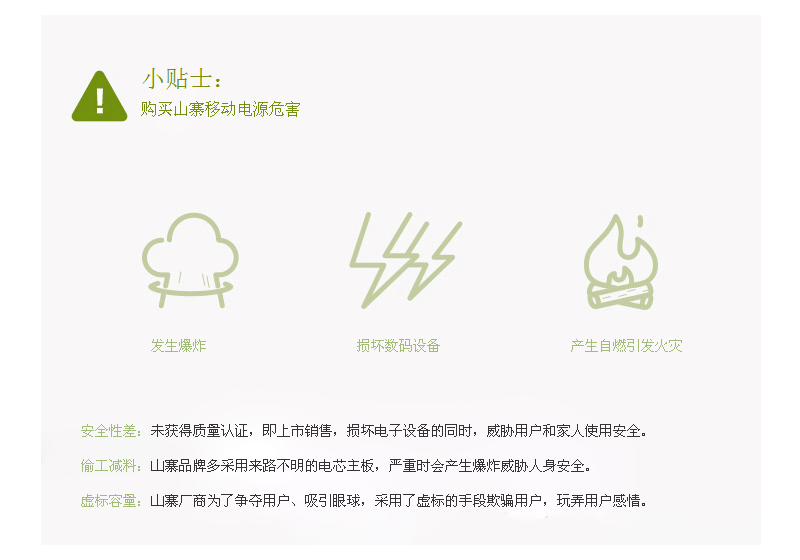 小贴士：
购买山寨移动电源危害
发生爆炸
损坏数码设备
产生自燃引发火灾
安全性差：未获得质量认证，即上市销售，损坏电子设备的同时，威胁用户和家人使用安全。
偷工减料：山寨品牌多采用来路不明的电芯主板，严重时会产生爆炸威胁人身安全。
虚标容量：山寨厂商为了争夺用户、吸引眼球，采用了虚标的手段欺骗用户，玩弄用户感情。